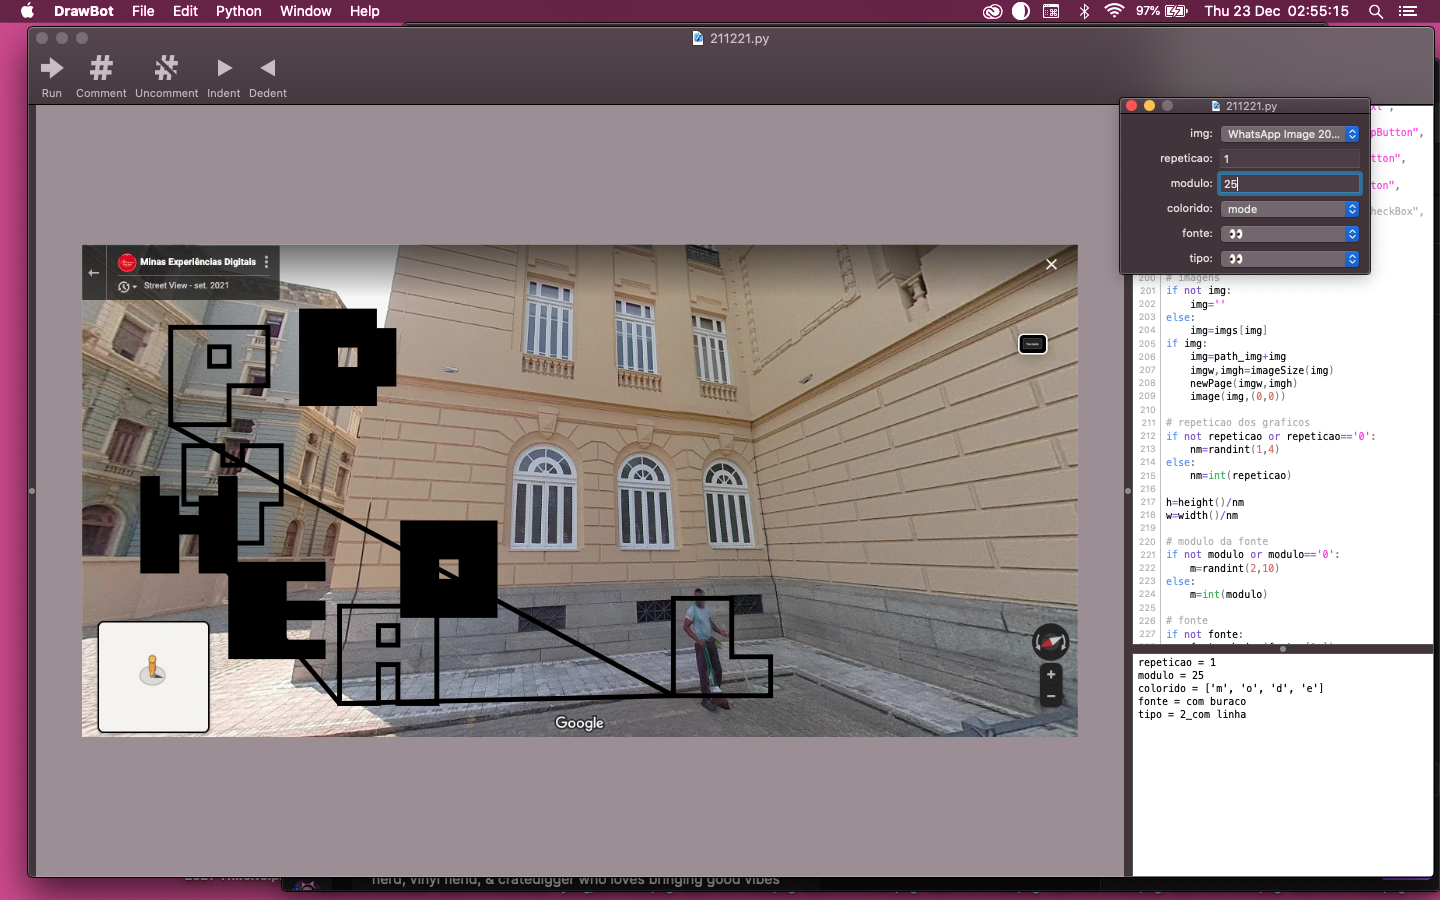 DrawBot File Edit Python Window Help 97% Thu 23 Dec 02:55:15
211221.py
Run Comment Uncomment Indent Dedent
211221.py
img: WhatsApp Image 20...
repeticao: 1
modulo: 25
colorido: mode
fonte: 👀
tipo: 👀
pButton",
tton",
ton",
heckBox",
200 # imagens
201 if not img:
202 img=''
203 else:
204 img=imgs[img]
205 if img:
206 img=path_img+img
207 imgw,imgh=imageSize(img)
208 newPage(imgw,imgh)
209 image(img,(0,0))
210
211 # repeticao dos graficos
212 if not repeticao or repeticao=='0':
213 nm=randint(1,4)
214 else:
215 nm=int(repeticao)
216
217 h=height()/nm
218 w=width()/nm
219
220 # modulo da fonte
221 if not modulo or modulo=='0':
222 m=randint(2,10)
223 else:
224 m=int(modulo)
225
226 # fonte
227 if not fonte:
repeticao = 1
modulo = 25
colorido = ['m', 'o', 'd', 'e']
fonte = com buraco
tipo = 2_com linha
Minas Experiências Digitais
Street View - set. 2021
Google
nerd, vinyl fiend, & cratedigger who loves bringing good vibes